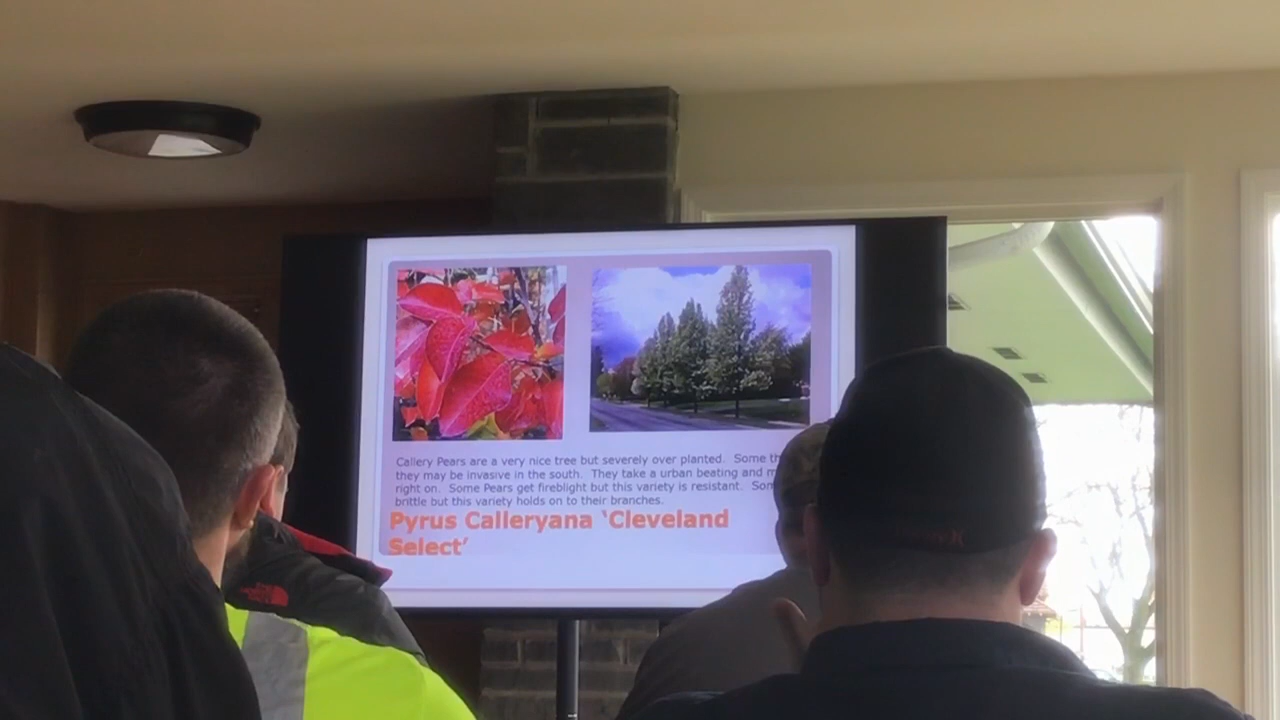 Callery Pears are a very nice tree but severely over planted. Some
they may be invasive in the south. They take a urban beating and
right on. Some Pears get fireblight but this variety is resistant.
brittle but this variety holds on to their branches.
Pyrus Calleryana ‘Cleveland
Select’